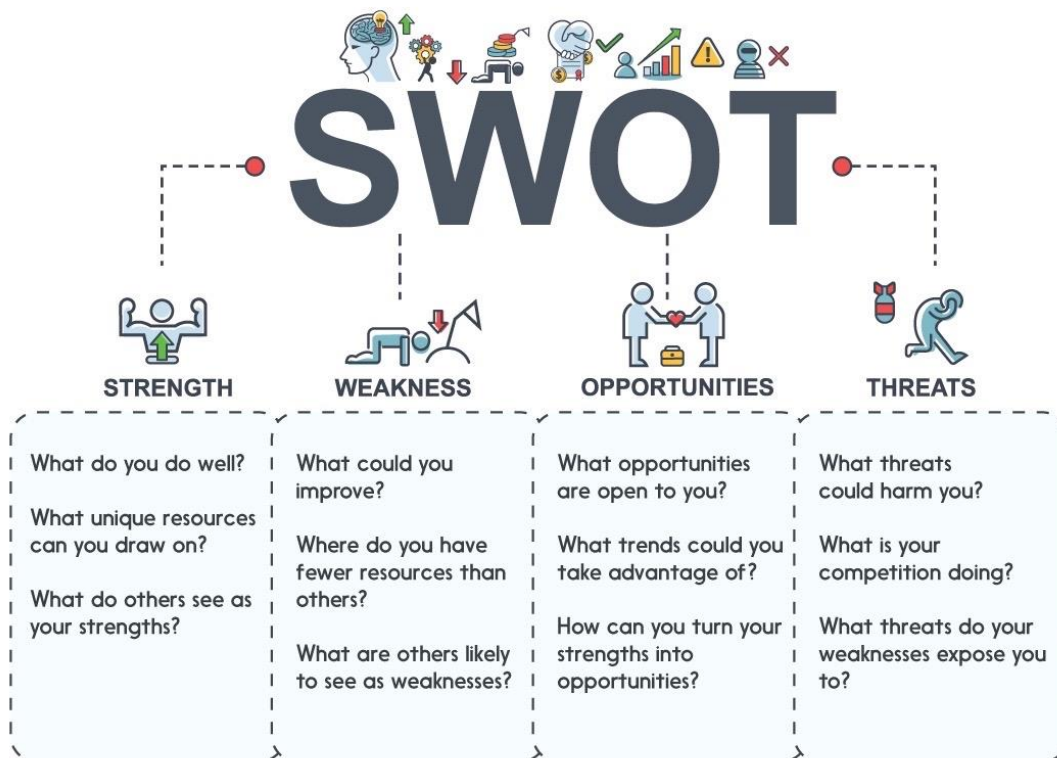 SWOT
STRENGTH
What do you do well?
What unique resources
can you draw on?
What do others see as
your strengths?
WEAKNESS
What could you
improve?
Where do you have
fewer resources than
others?
What are others likely
to see as weaknesses?
OPPORTUNITIES
What opportunities
are open to you?
What trends could you
take advantage of?
How can you turn your
strengths into
opportunities?
THREATS
What threats
could harm you?
What is your
competition doing?
What threats do your
weaknesses expose you
to?